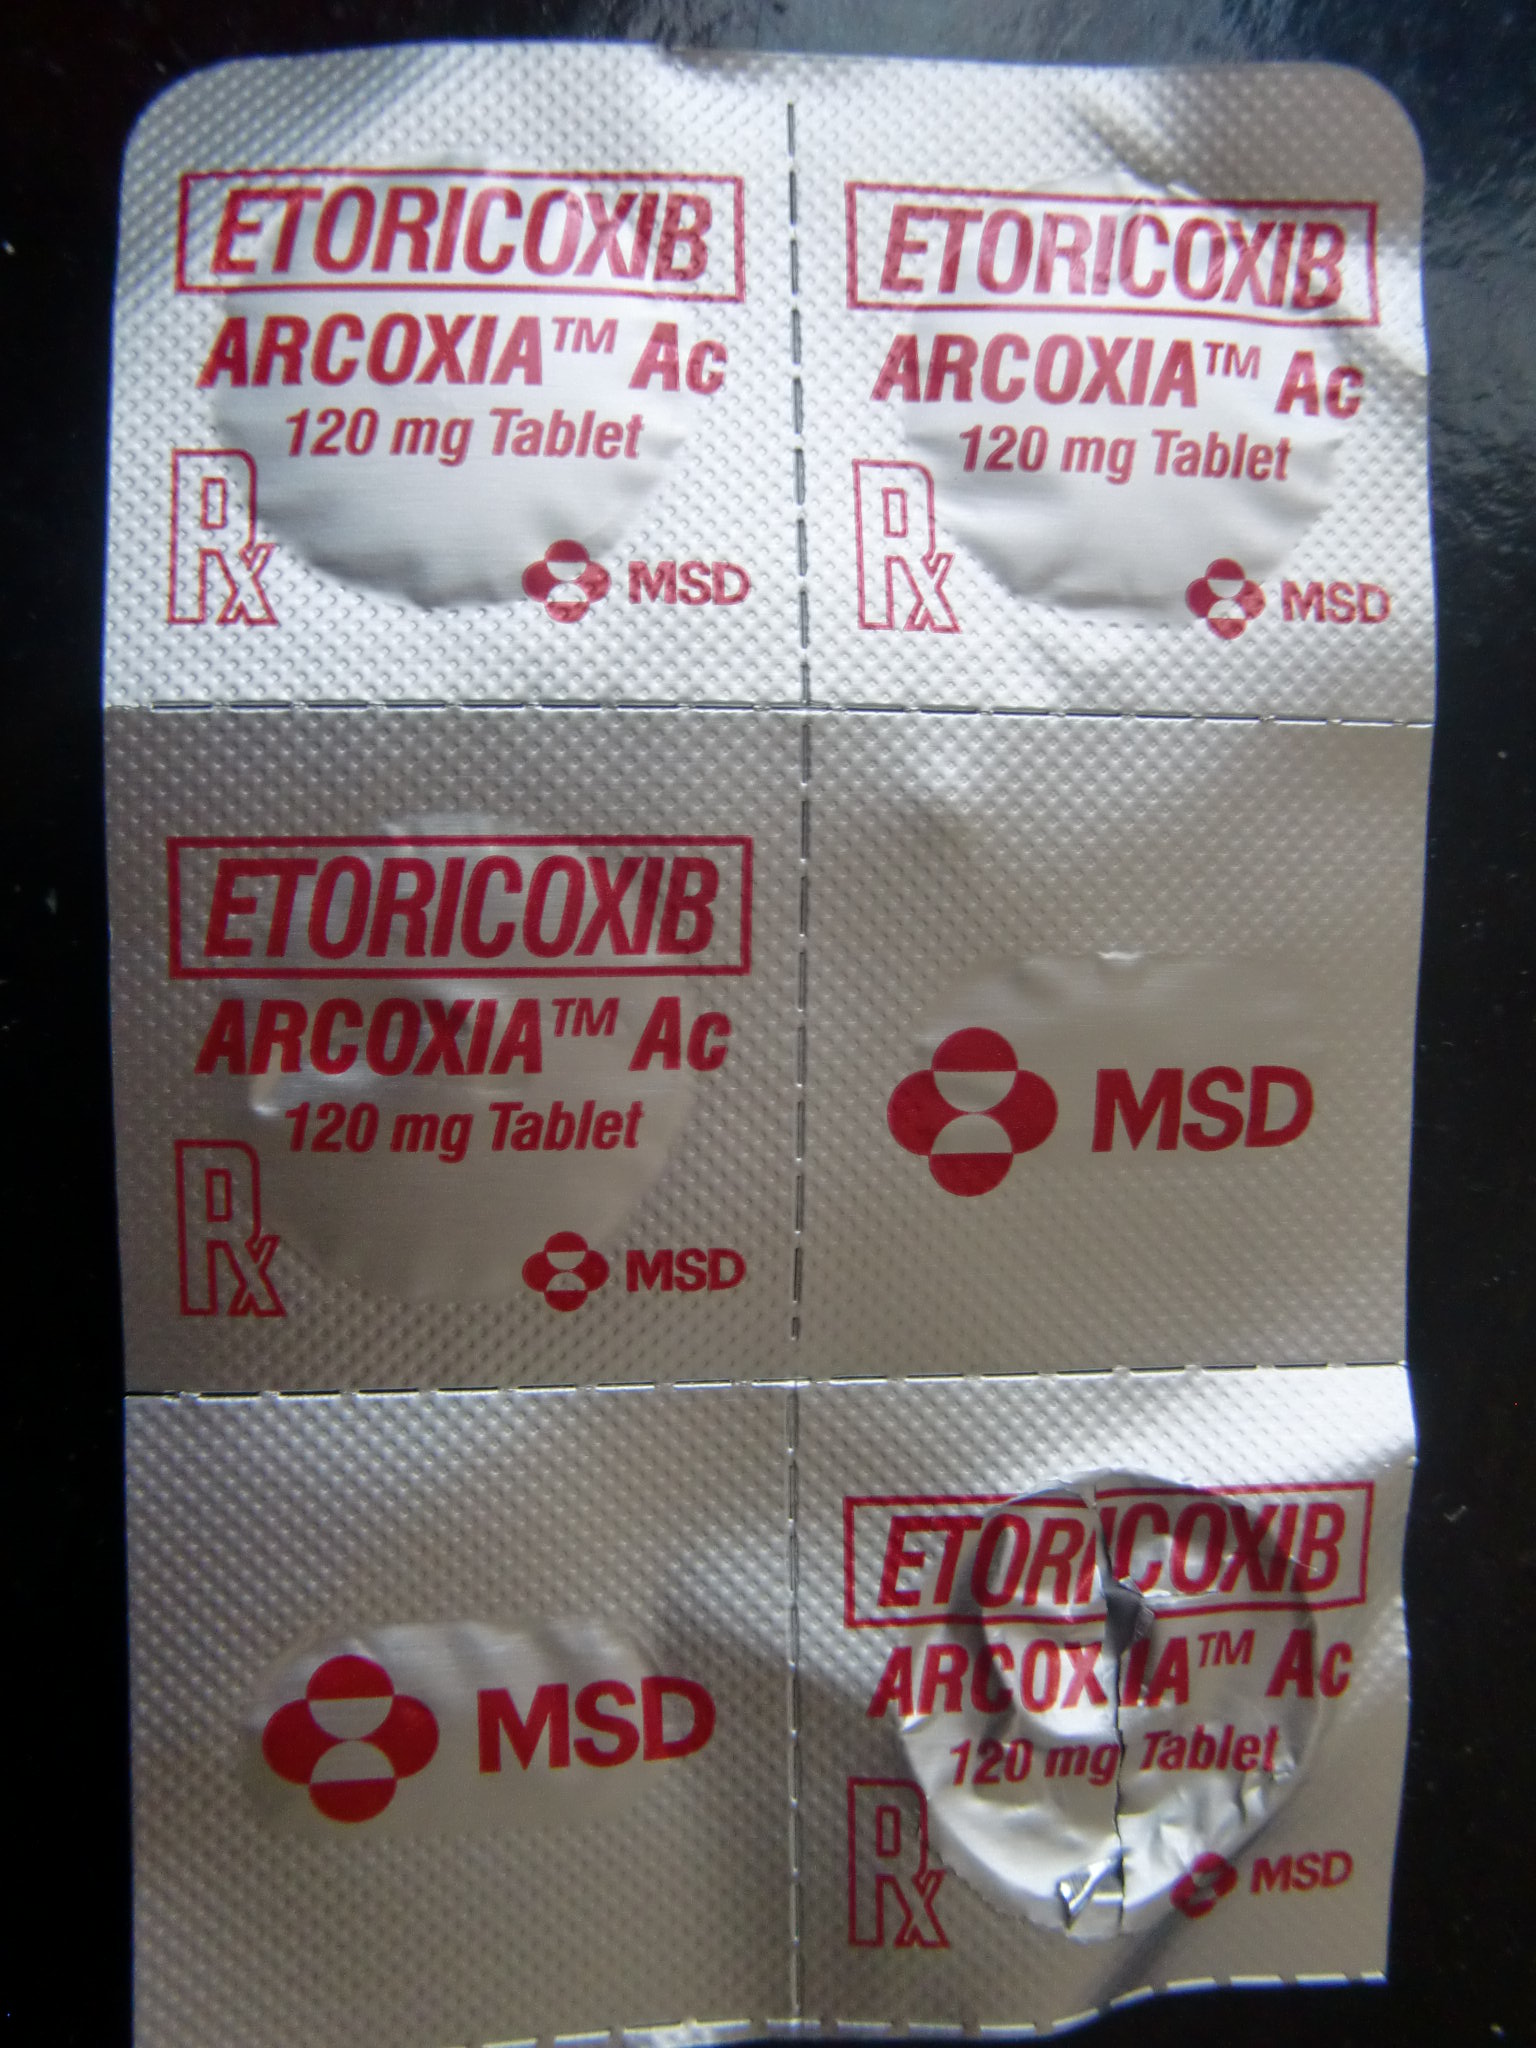 ETORICOXIB
ARCOXIA™ Ac
120 mg Tablet
Rx
MSD
ETORICOXIB
ARCOXIA™ Ac
120 mg Tablet
Rx
MSD
ETORICOXIB
ARCOXIA™ Ac
120 mg Tablet
Rx
MSD
MSD
MSD
ETORICOXIB
ARCOXIA™ Ac
120 mg Tablet
Rx
MSD